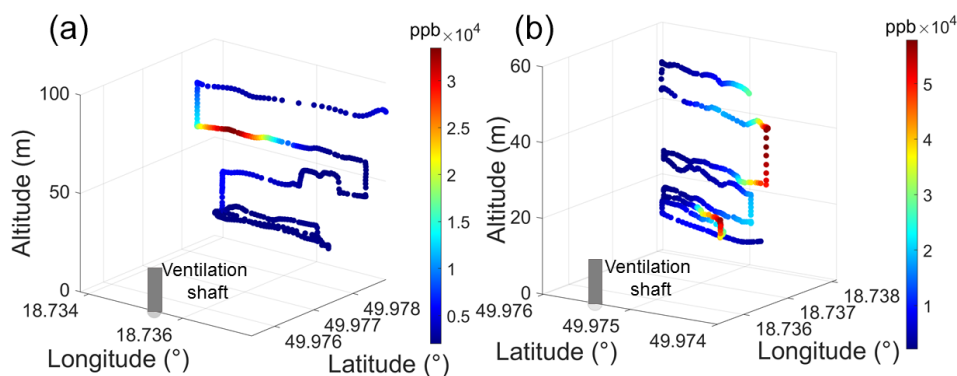 (a)
ppb×10⁴
100
50
0
Altitude (m)
18.734
18.736
Longitude (°)
49.976
49.977
49.978
Latitude (°)
Ventilation
shaft
3
2.5
2
1.5
1
0.5
(b)
ppb×10⁴
60
40
20
0
Altitude (m)
49.976
49.975
49.974
Latitude (°)
18.736
18.737
18.738
Longitude (°)
Ventilation
shaft
5
4
3
2
1